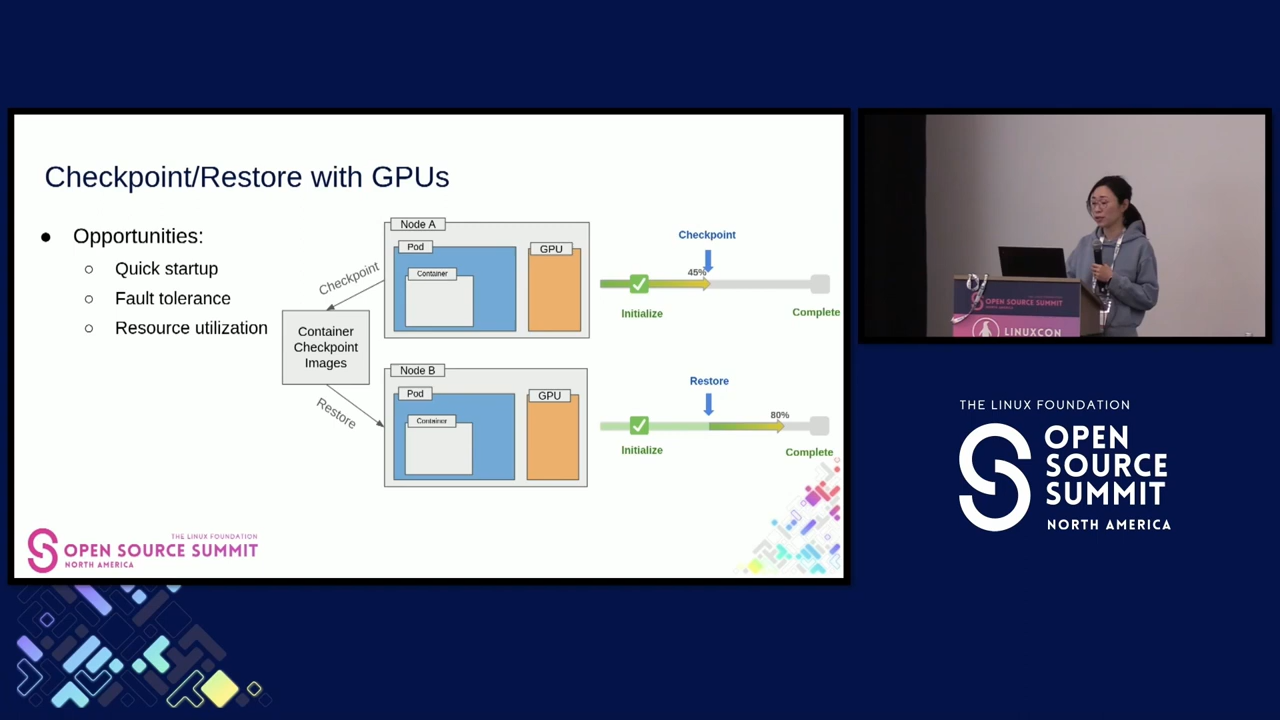 Checkpoint/Restore with GPUs
● Opportunities:
○ Quick startup
○ Fault tolerance
○ Resource utilization
Checkpoint
Container
Checkpoint
Images
Restore
Node A
Pod
Container
GPU
Checkpoint
45%
Initialize
Complete
Node B
Pod
Container
GPU
Restore
80%
Initialize
Complete
THE LINUX FOUNDATION
OPEN SOURCE SUMMIT
NORTH AMERICA
OPEN SOURCE SUMMIT
LINUXCON
THE LINUX FOUNDATION
OPEN
SOURCE
SUMMIT
NORTH AMERICA